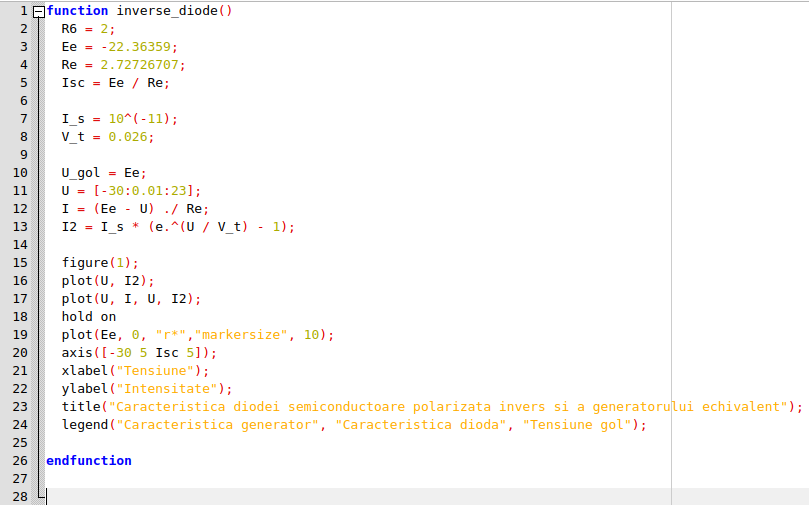 1 function inverse_diode()
2 R6 = 2;
3 Ee = -22.36359;
4 Re = 2.72726707;
5 Isc = Ee / Re;
6
7 I_s = 10^(-11);
8 V_t = 0.026;
9
10 U_gol = Ee;
11 U = [-30:0.01:23];
12 I = (Ee - U) ./ Re;
13 I2 = I_s * (e.^(U / V_t) - 1);
14
15 figure(1);
16 plot(U, I2);
17 plot(U, I, U, I2);
18 hold on
19 plot(Ee, 0, "r*","markersize", 10);
20 axis([-30 5 Isc 5]);
21 xlabel("Tensiune");
22 ylabel("Intensitate");
23 title("Caracteristica diodei semiconductoare polarizata invers si a generatorului echivalent");
24 legend("Caracteristica generator", "Caracteristica dioda", "Tensiune gol");
25
26 endfunction
27
28